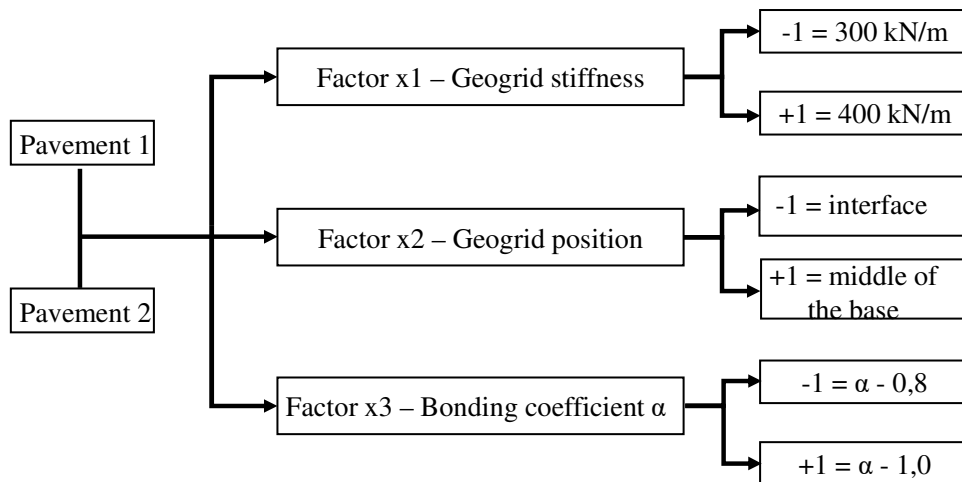 Pavement 1
Pavement 2
Factor x1 – Geogrid stiffness
-1 = 300 kN/m
+1 = 400 kN/m
Factor x2 – Geogrid position
-1 = interface
+1 = middle of
the base
Factor x3 – Bonding coefficient α
-1 = α - 0,8
+1 = α - 1,0